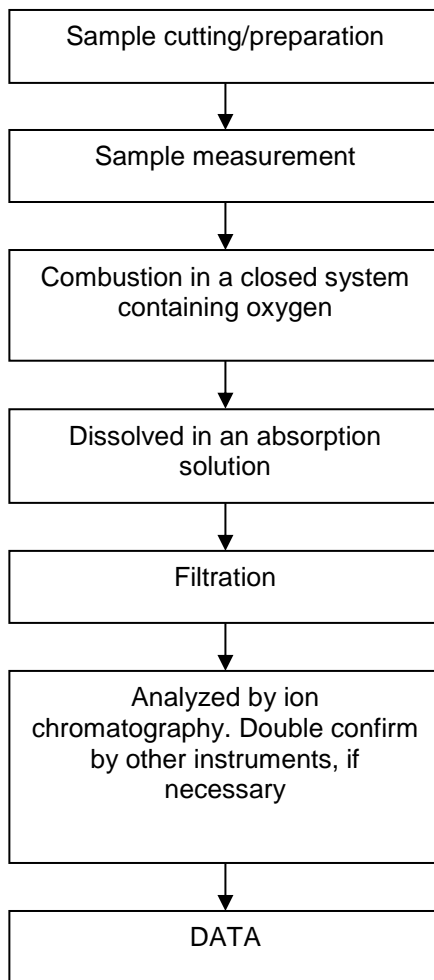 Sample cutting/preparation
Sample measurement
Combustion in a closed system
containing oxygen
Dissolved in an absorption
solution
Filtration
Analyzed by ion
chromatography. Double confirm
by other instruments, if
necessary
DATA